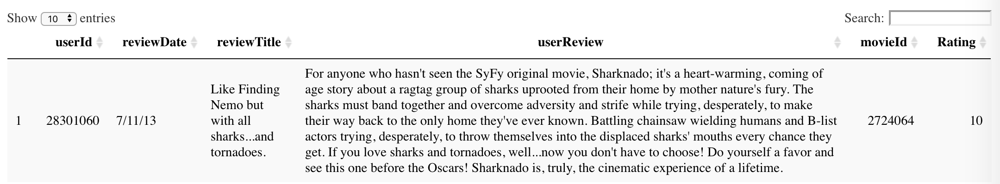 Show 10 entries
Search:
userId reviewDate reviewTitle userReview movieId Rating
1 28301060 7/11/13
Like Finding
Nemo but
with all
sharks...and
tornadoes.
For anyone who hasn't seen the SyFy original movie, Sharknado; it's a heart-warming, coming of
age story about a ragtag group of sharks uprooted from their home by mother nature's fury. The
sharks must band together and overcome adversity and strife while trying, desperately, to make
their way back to the only home they've ever known. Battling chainsaw wielding humans and B-list
actors trying, desperately, to throw themselves into the displaced sharks' mouths every chance they
get. If you love sharks and tornadoes, well...now you don't have to choose! Do yourself a favor and
see this one before the Oscars! Sharknado is, truly, the cinematic experience of a lifetime.
2724064 10